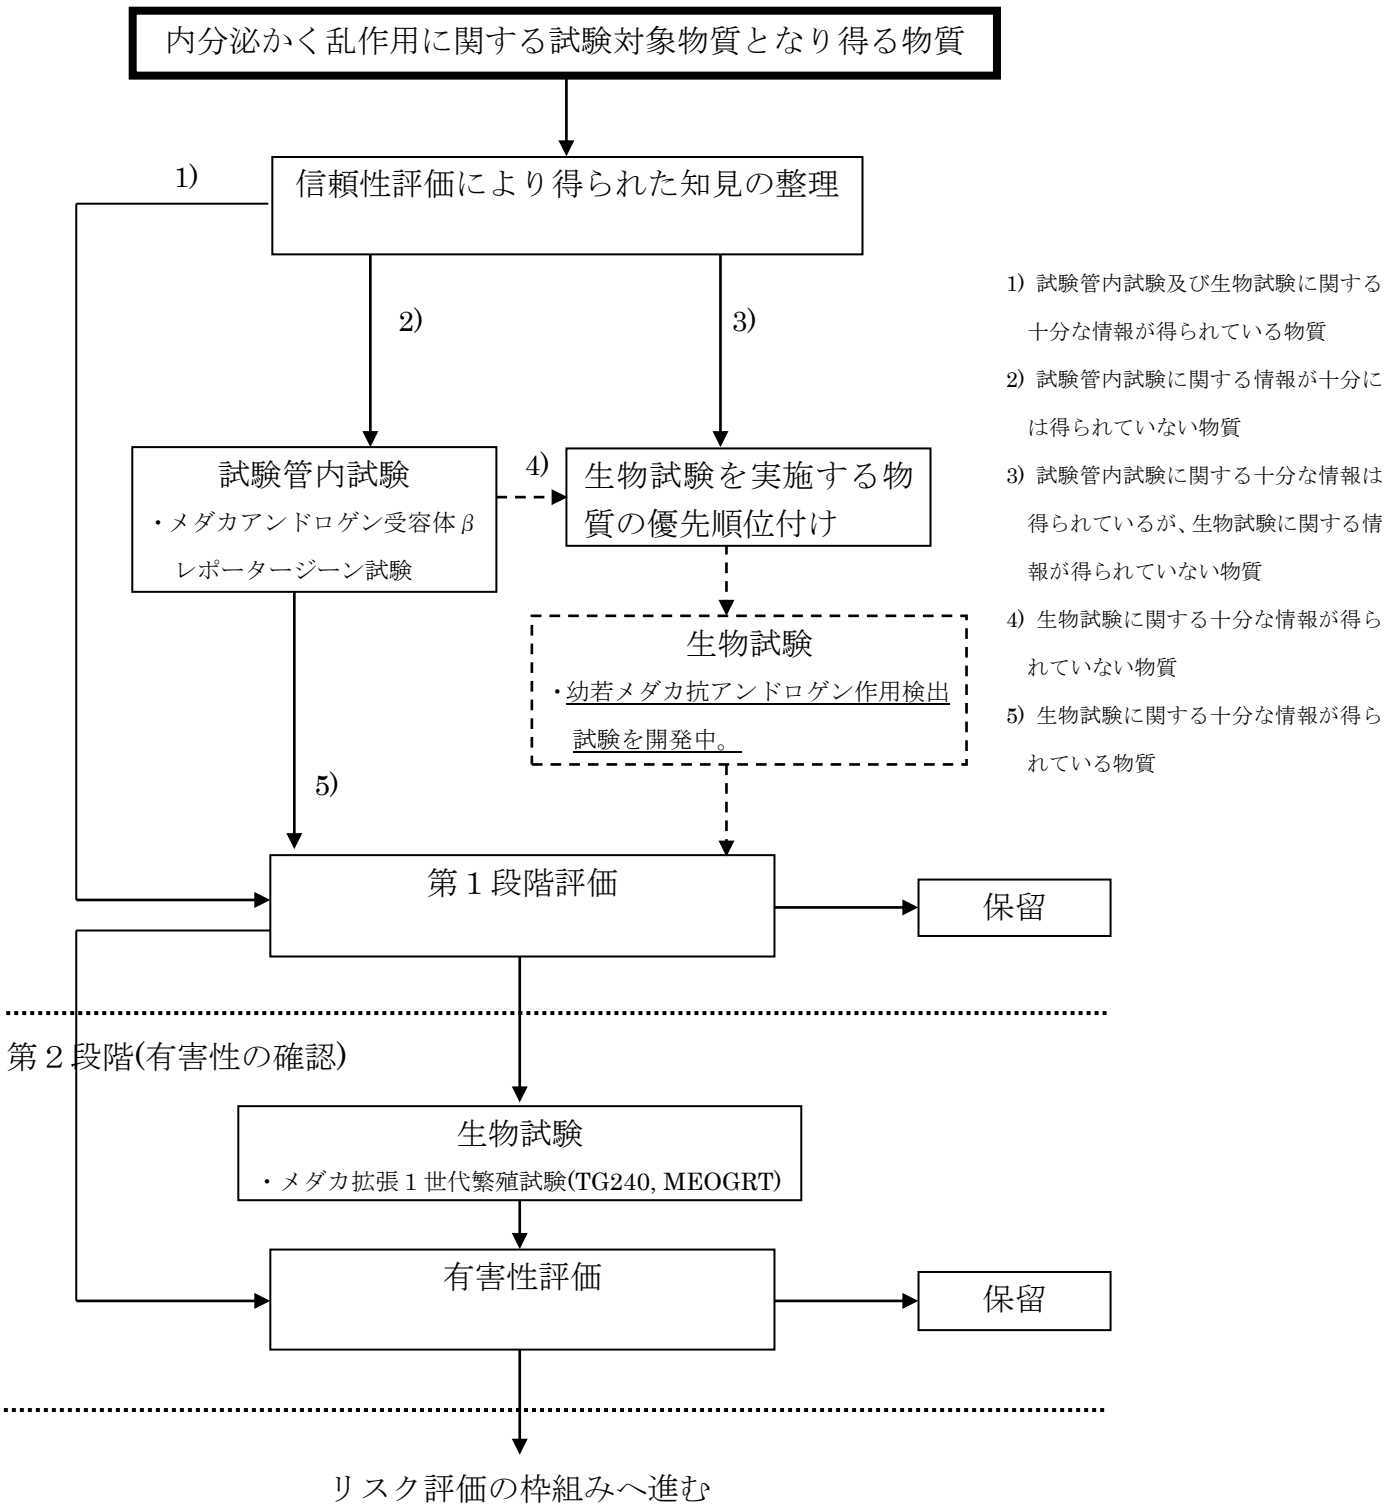 内分泌かく乱作用に関する試験対象物質となり得る物質
1)
信頼性評価により得られた知見の整理
2)
3)
1) 試験管内試験及び生物試験に関する
十分な情報が得られている物質
2) 試験管内試験に関する情報が十分に
は得られていない物質
3) 試験管内試験に関する十分な情報は
得られているが、生物試験に関する情
報が得られていない物質
4) 生物試験に関する十分な情報が得ら
れていない物質
5) 生物試験に関する十分な情報が得ら
れている物質
試験管内試験
・メダカアンドロゲン受容体β
レポータージーン試験
4)
生物試験を実施する物
質の優先順位付け
生物試験
・幼若メダカ抗アンドロゲン作用検出
試験を開発中。
5)
第１段階評価
保留
第２段階(有害性の確認)
生物試験
・メダカ拡張１世代繁殖試験(TG240, MEOGRT)
有害性評価
保留
リスク評価の枠組みへ進む